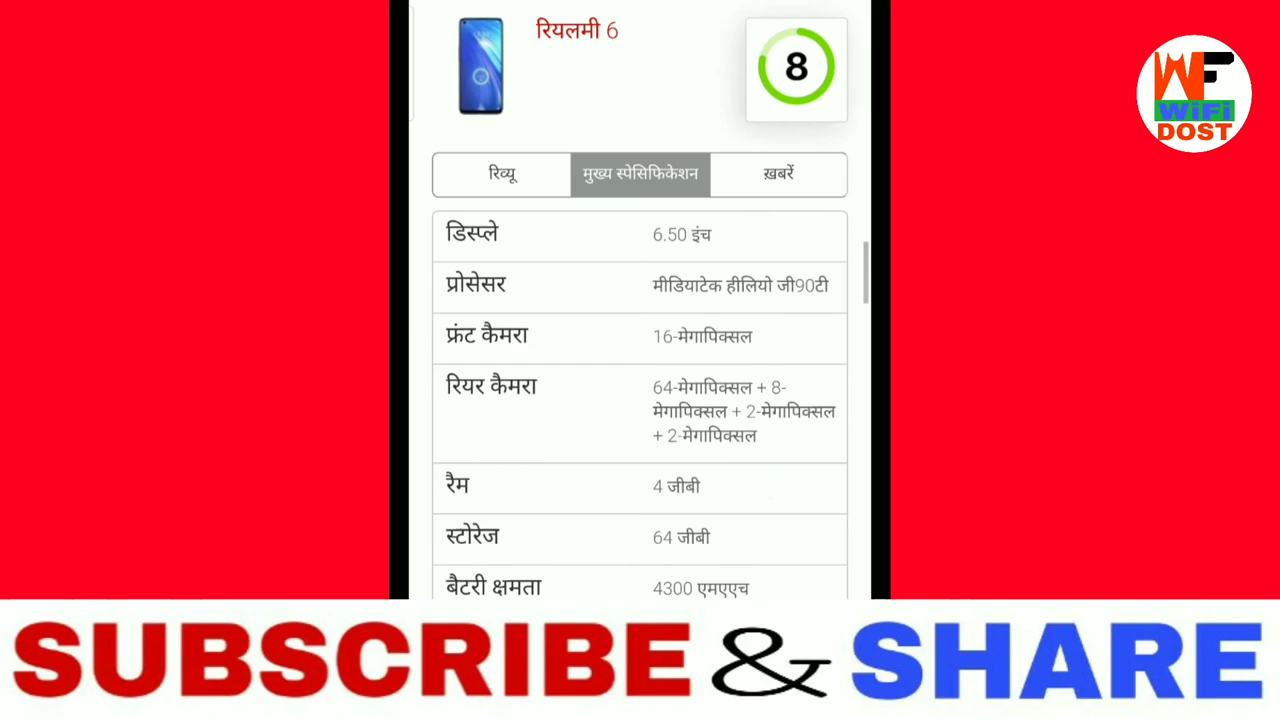 रियलमी 6
8
WF
WiFi
DOST
रिव्यू
मुख्य स्पेसिफिकेशन
ख़बरें
डिस्प्ले
6.50 इंच
प्रोसेसर
मीडियाटेक हीलियो जी90टी
फ्रंट कैमरा
16-मेगापिक्सल
रियर कैमरा
64-मेगापिक्सल + 8-
मेगापिक्सल + 2-मेगापिक्सल
+ 2-मेगापिक्सल
रैम
4 जीबी
स्टोरेज
64 जीबी
बैटरी क्षमता
4300 एमएएच
SUBSCRIBE & SHARE